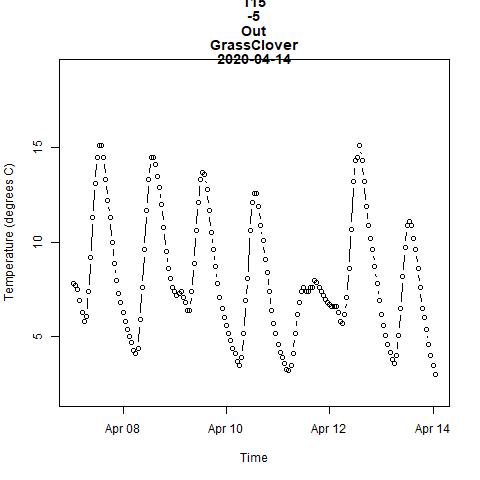 T15
-5
Out
GrassClover
2020-04-14
Temperature (degrees C)
15
10
5
Apr 08
Apr 10
Apr 12
Apr 14
Time